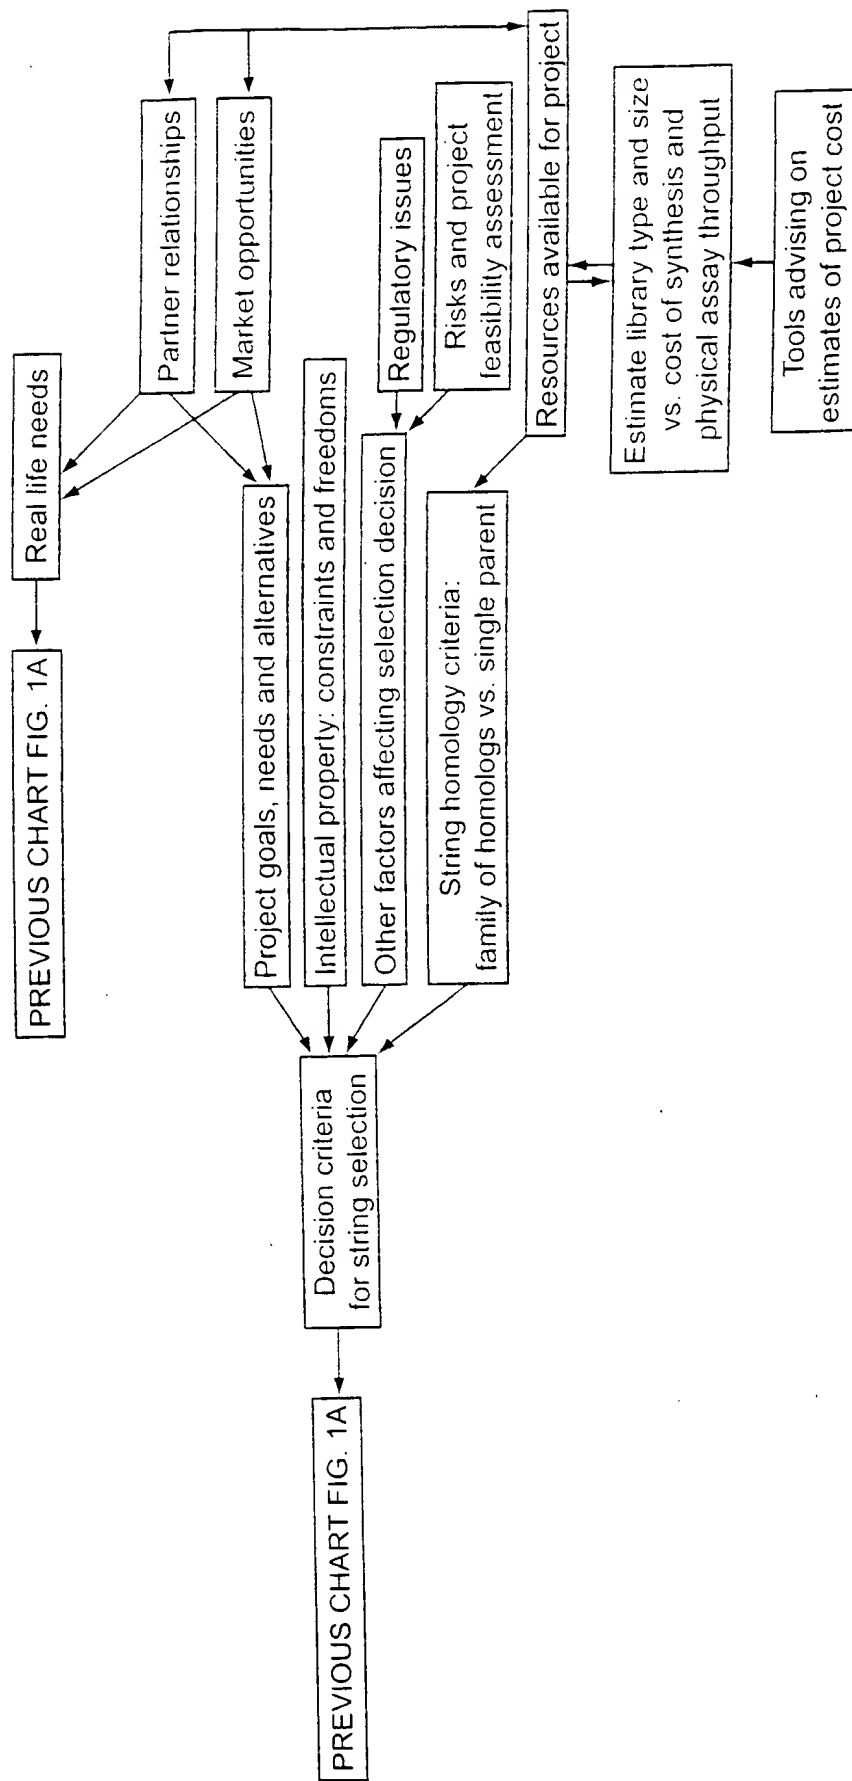 PREVIOUS CHART FIG. 1A
Real life needs
Partner relationships
Market opportunities
Project goals, needs and alternatives
Intellectual property: constraints and freedoms
Regulatory issues
Other factors affecting selection decision
Risks and project
feasibility assessment
String homology criteria:
family of homologs vs. single parent
Resources available for project
Decision criteria
for string selection
PREVIOUS CHART FIG. 1A
Estimate library type and size
vs. cost of synthesis and
physical assay throughput
Tools advising on
estimates of project cost